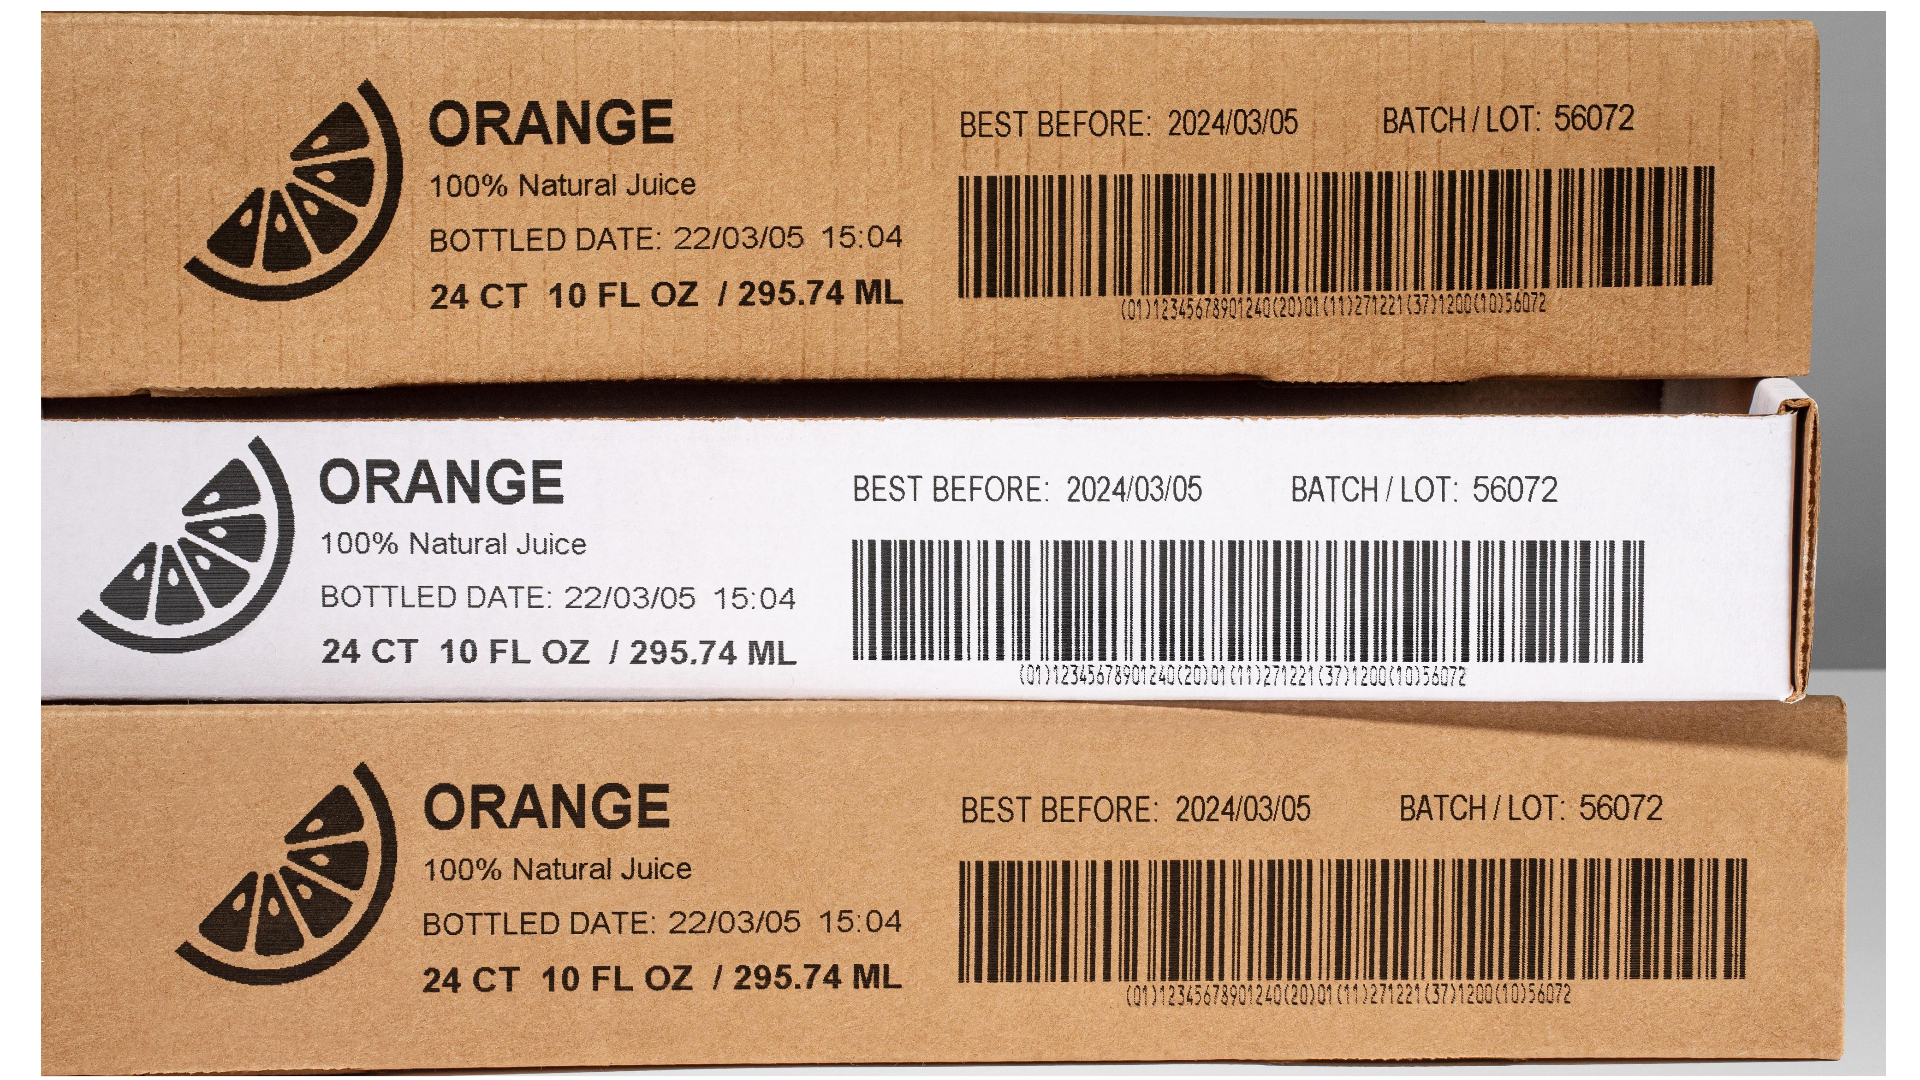 ORANGE
100% Natural Juice
BOTTLED DATE: 22/03/05 15:04
24 CT 10 FL OZ / 295.74 ML
BEST BEFORE: 2024/03/05 BATCH / LOT: 56072
(01)12345678901240(20)01(11)271221(37)1200(10)56072
ORANGE
100% Natural Juice
BOTTLED DATE: 22/03/05 15:04
24 CT 10 FL OZ / 295.74 ML
BEST BEFORE: 2024/03/05 BATCH / LOT: 56072
(01)12345678901240(20)01(11)271221(37)1200(10)56072
ORANGE
100% Natural Juice
BOTTLED DATE: 22/03/05 15:04
24 CT 10 FL OZ / 295.74 ML
BEST BEFORE: 2024/03/05 BATCH / LOT: 56072
(01)12345678901240(20)01(11)271221(37)1200(10)56072